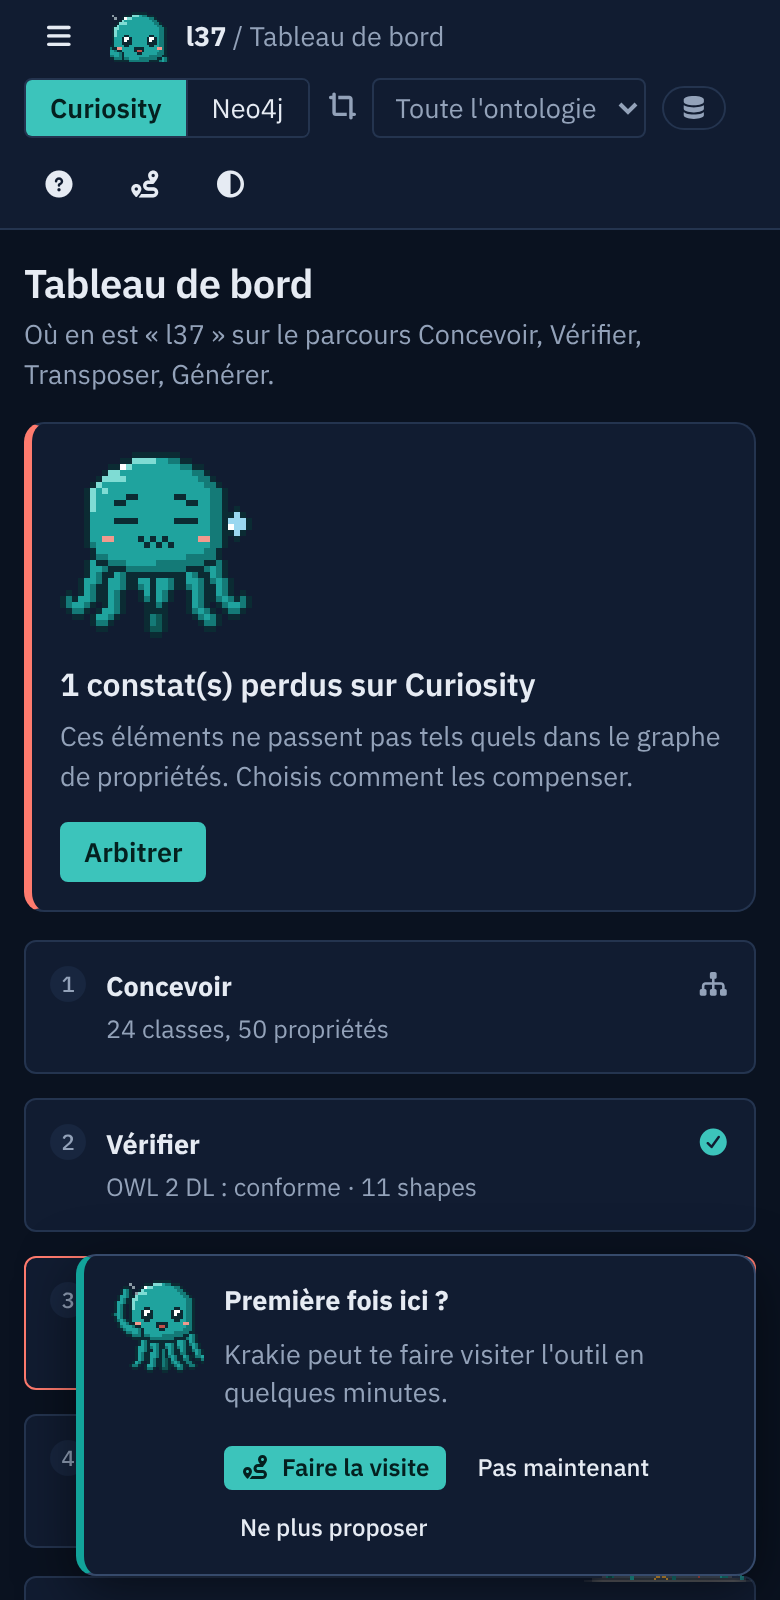 l37 / Tableau de bord
Curiosity
Neo4j
Toute l'ontologie
?
Tableau de bord
Où en est « l37 » sur le parcours Concevoir, Vérifier,
Transposer, Générer.
1 constat(s) perdus sur Curiosity
Ces éléments ne passent pas tels quels dans le graphe
de propriétés. Choisis comment les compenser.
Arbitrer
1
Concevoir
24 classes, 50 propriétés
2
Vérifier
OWL 2 DL : conforme · 11 shapes
3
Première fois ici ?
Krakie peut te faire visiter l'outil en
quelques minutes.
4
Faire la visite
Pas maintenant
Ne plus proposer